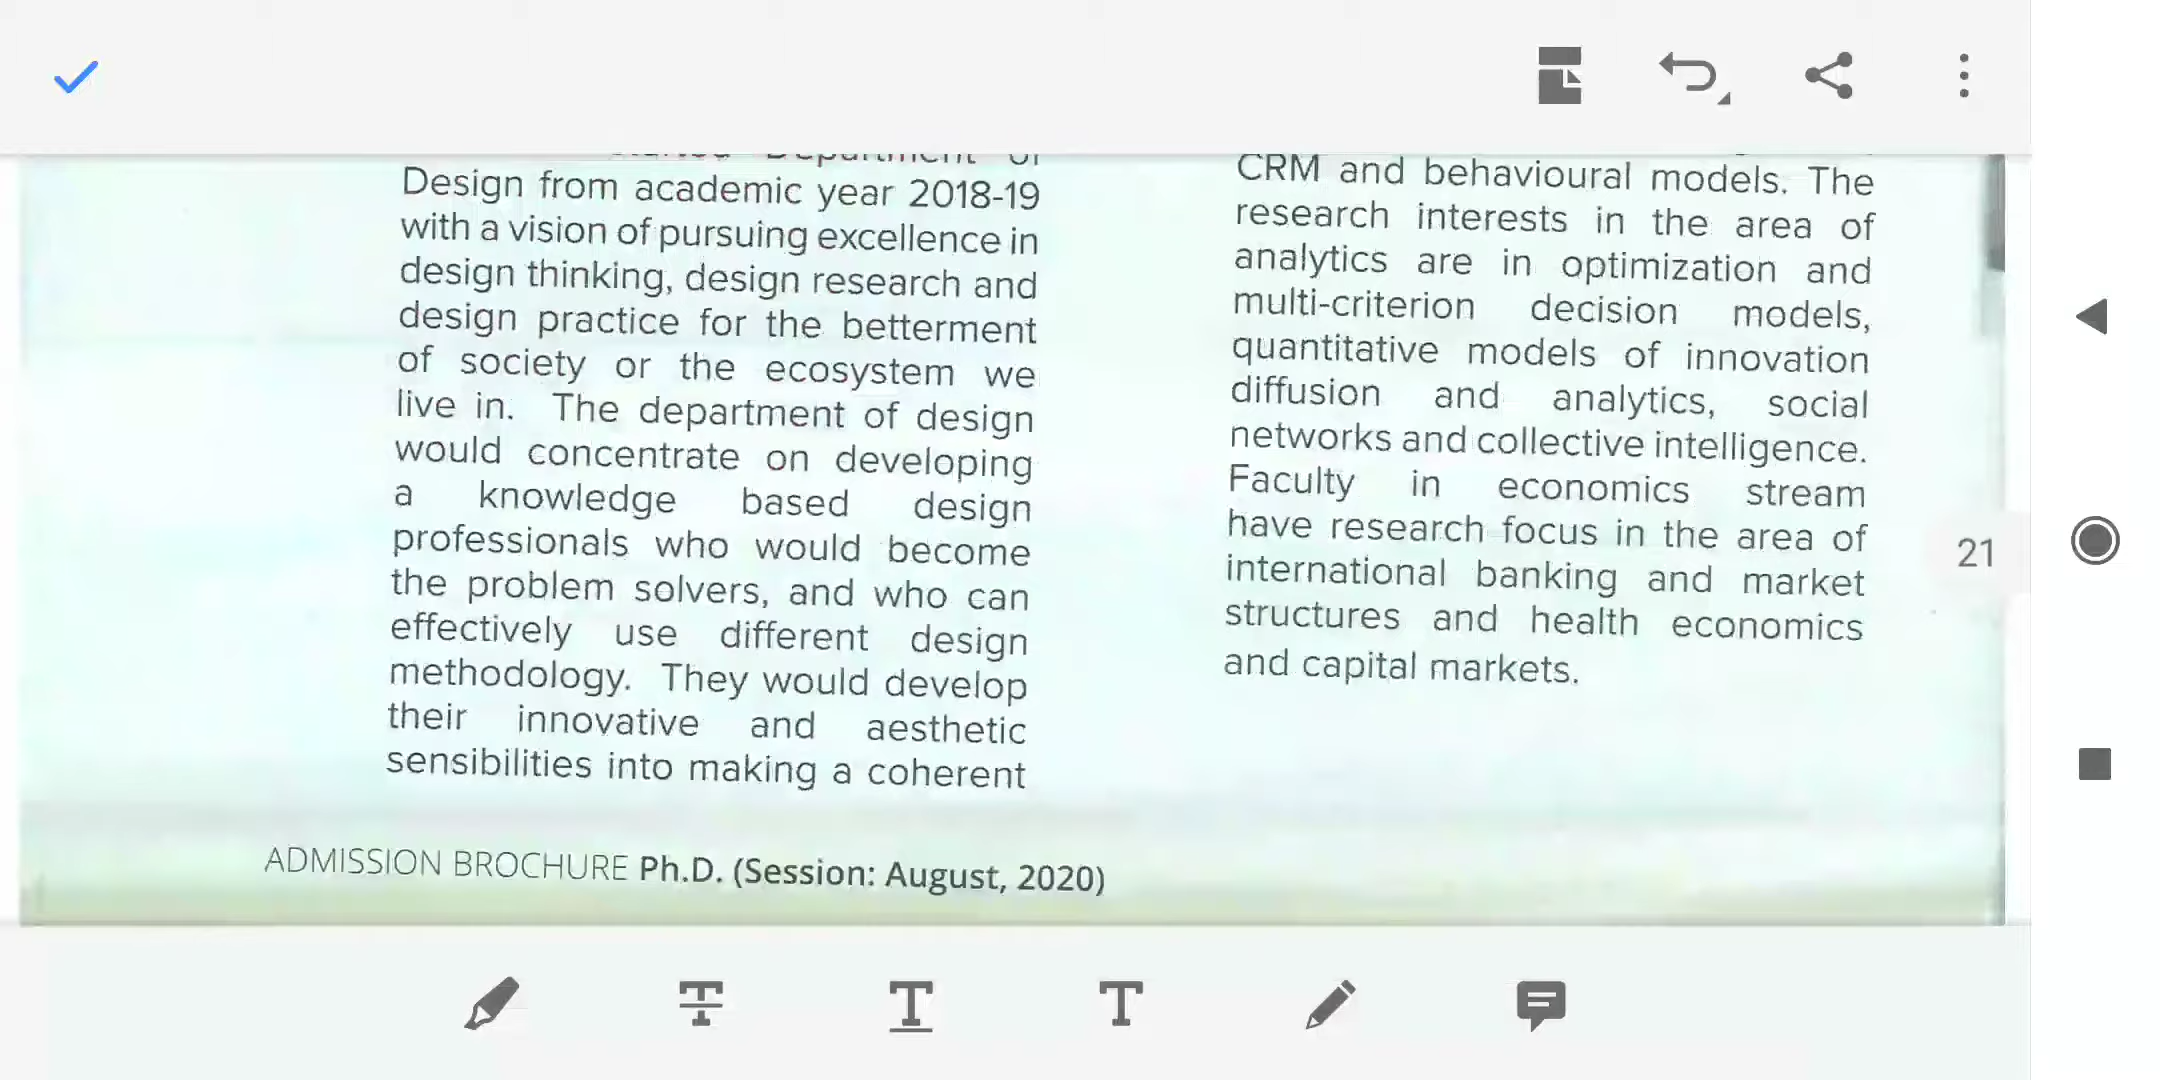 Department of
Design from academic year 2018-19
with a vision of pursuing excellence in
design thinking, design research and
design practice for the betterment
of society or the ecosystem we
live in. The department of design
would concentrate on developing
a knowledge based design
professionals who would become
the problem solvers, and who can
effectively use different design
methodology. They would develop
their innovative and aesthetic
sensibilities into making a coherent
CRM and behavioural models. The
research interests in the area of
analytics are in optimization and
multi-criterion decision models,
quantitative models of innovation
diffusion and analytics, social
networks and collective intelligence.
Faculty in economics stream
have research focus in the area of
international banking and market
structures and health economics
and capital markets.
21
ADMISSION BROCHURE Ph.D. (Session: August, 2020)